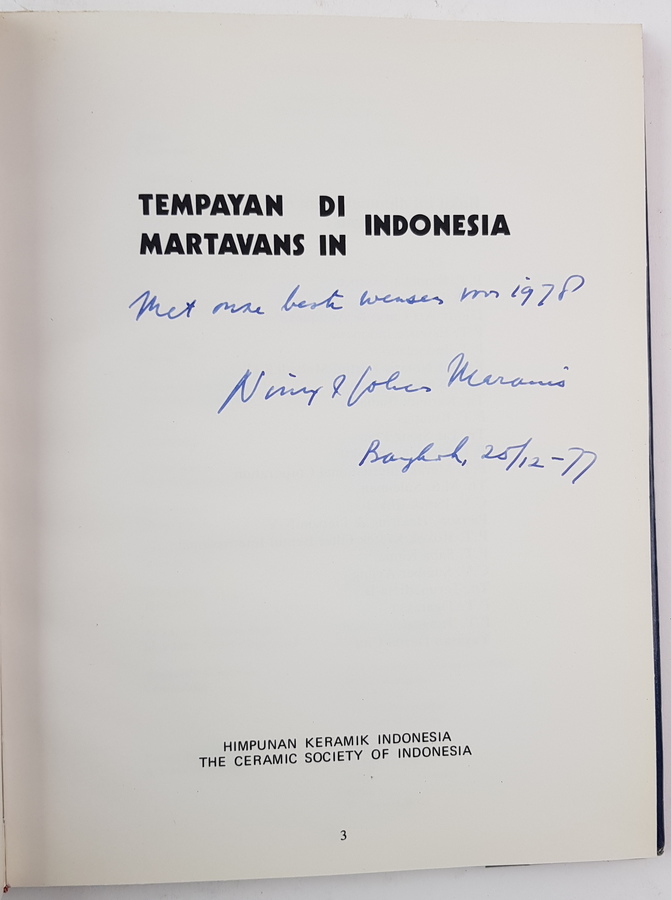 TEMPAYAN DI
MARTAVANS IN INDONESIA
Met onze beste wensen voor 1978
Bangkok, 25/12-77
HIMPUNAN KERAMIK INDONESIA
THE CERAMIC SOCIETY OF INDONESIA
3